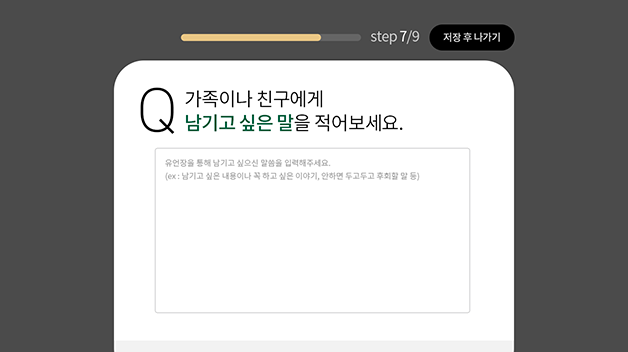 step 7/9
저장 후 나가기
Q
가족이나 친구에게
남기고 싶은 말을 적어보세요.
유언장을 통해 남기고 싶으신 말씀을 입력해주세요.
(ex : 남기고 싶은 내용이나 꼭 하고 싶은 이야기, 안하면 두고두고 후회할 말 등)